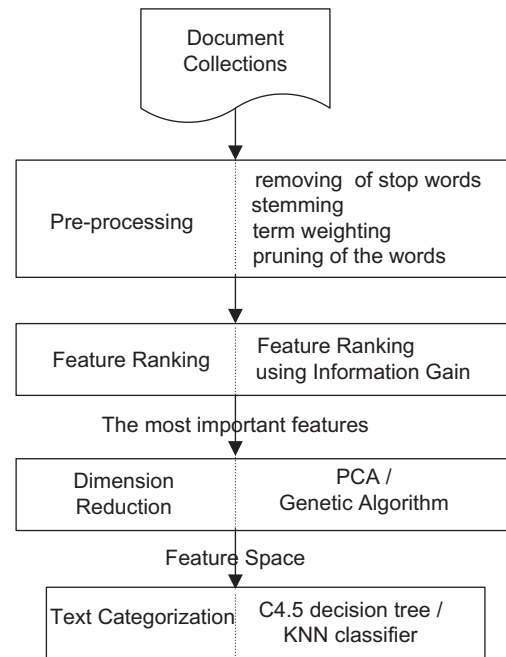 Document
Collections
Pre-processing
removing of stop words
stemming
term weighting
pruning of the words
Feature Ranking
Feature Ranking
using Information Gain
The most important features
Dimension
Reduction
PCA /
Genetic Algorithm
Feature Space
Text Categorization
C4.5 decision tree /
KNN classifier